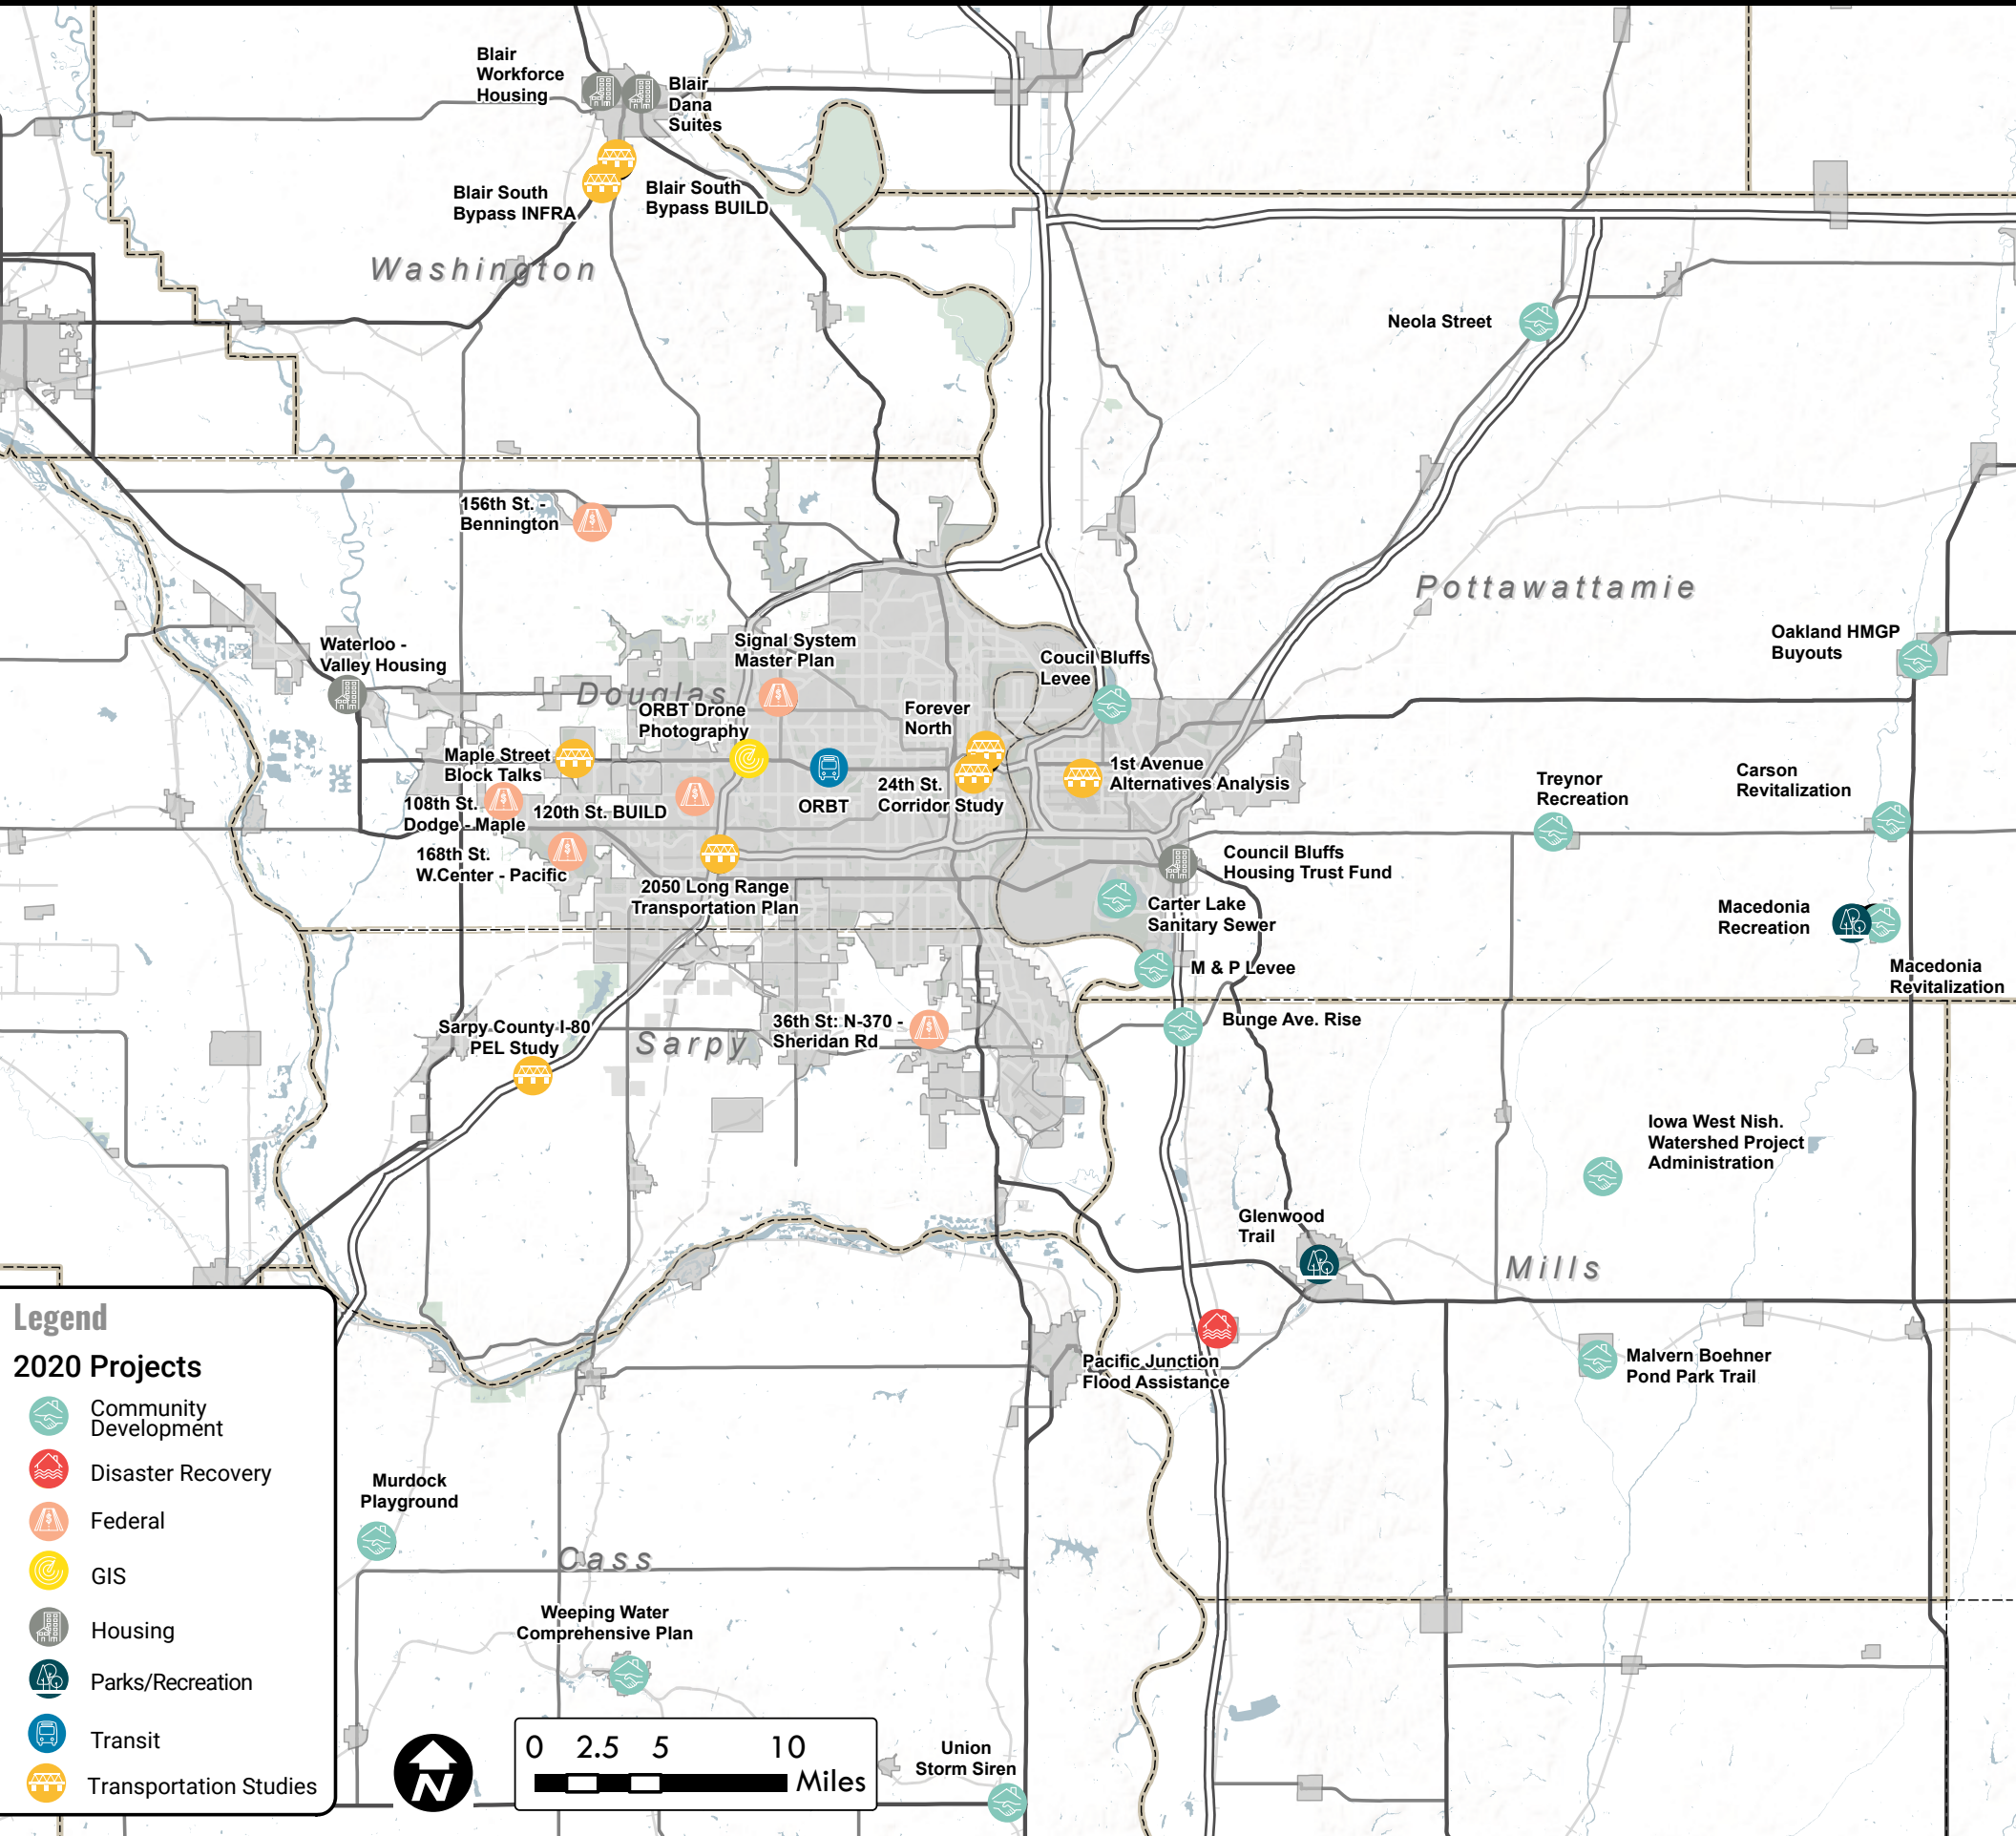 Blair
Workforce
Housing
Blair
Dana
Suites
Blair South
Bypass INFRA
Blair South
Bypass BUILD
Washington
Neola Street
156th St. -
Bennington
Pottawattamie
Waterloo -
Valley Housing
Signal System
Master Plan
Coucil Bluffs
Levee
Oakland HMGP
Buyouts
Douglas
ORBT Drone
Photography
Forever
North
Maple Street
Block Talks
1st Avenue
Alternatives Analysis
Treynor
Recreation
Carson
Revitalization
108th St.
Dodge - Maple
120th St. BUILD
ORBT
24th St.
Corridor Study
168th St.
W.Center - Pacific
2050 Long Range
Transportation Plan
Council Bluffs
Housing Trust Fund
Carter Lake
Sanitary Sewer
Macedonia
Recreation
M & P Levee
Macedonia
Revitalization
Sarpy County I-80
PEL Study
Sarpy
36th St: N-370 -
Sheridan Rd
Bunge Ave. Rise
Iowa West Nish.
Watershed Project
Administration
Glenwood
Trail
Mills
Pacific Junction
Flood Assistance
Malvern Boehner
Pond Park Trail
Legend
2020 Projects
Community
Development
Disaster Recovery
Federal
GIS
Housing
Parks/Recreation
Transit
Transportation Studies
Murdock
Playground
Cass
Weeping Water
Comprehensive Plan
N
0 2.5 5 10
Miles
Union
Storm Siren